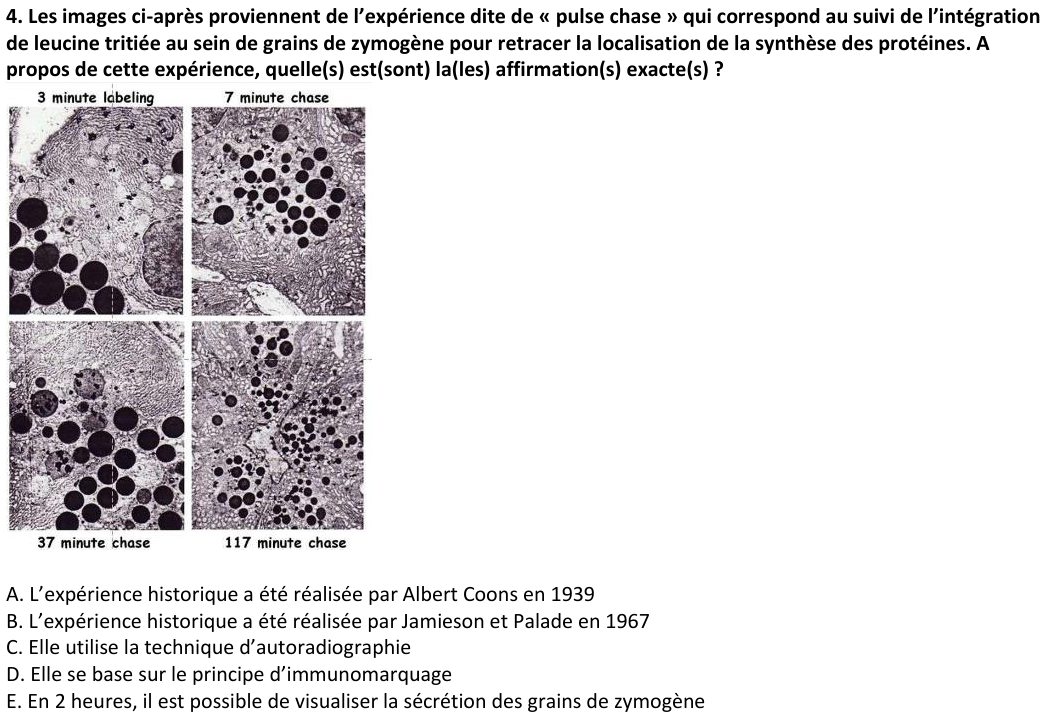 4. Les images ci-après proviennent de l’expérience dite de « pulse chase » qui correspond au suivi de l’intégration
de leucine tritiée au sein de grains de zymogène pour retracer la localisation de la synthèse des protéines. A
propos de cette expérience, quelle(s) est(sont) la(les) affirmation(s) exacte(s) ?
3 minute labeling
7 minute chase
37 minute chase
117 minute chase
A. L’expérience historique a été réalisée par Albert Coons en 1939
B. L’expérience historique a été réalisée par Jamieson et Palade en 1967
C. Elle utilise la technique d’autoradiographie
D. Elle se base sur le principe d’immunomarquage
E. En 2 heures, il est possible de visualiser la sécrétion des grains de zymogène